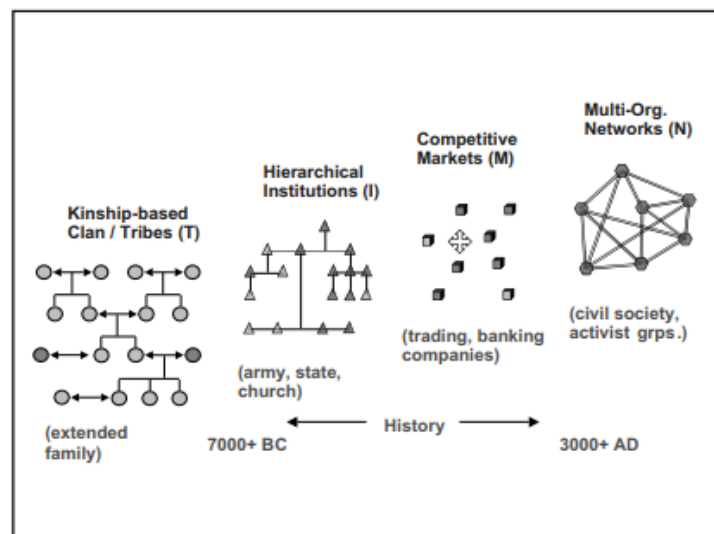 Multi-Org.
Networks (N)
Competitive
Markets (M)
Hierarchical
Institutions (I)
Kinship-based
Clan / Tribes (T)
(civil society,
activist grps.)
(trading, banking
companies)
(army, state,
church)
(extended
family)
History
7000+ BC
3000+ AD